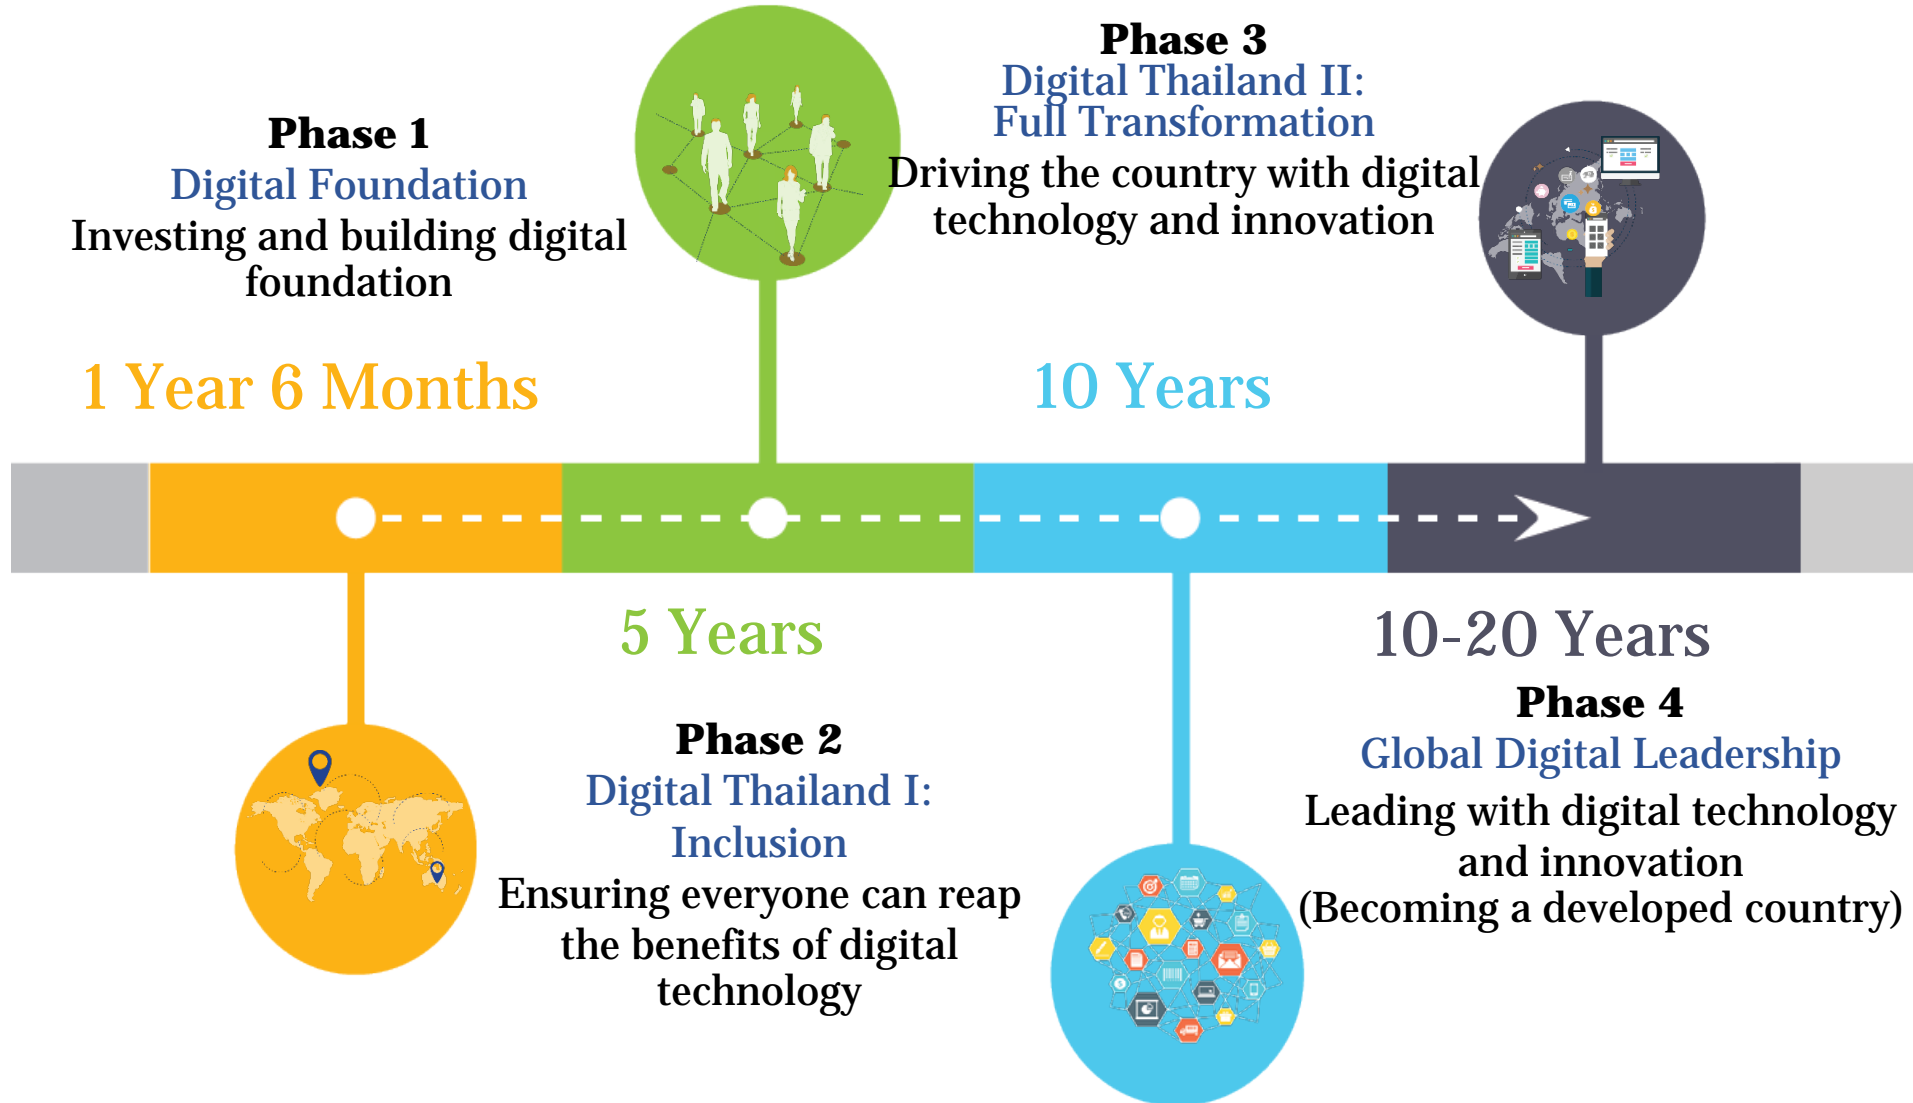 Phase 1
Digital Foundation
Investing and building digital
foundation
1 Year 6 Months
Phase 2
Digital Thailand I:
Inclusion
Ensuring everyone can reap
the benefits of digital
technology
5 Years
Phase 3
Digital Thailand II:
Full Transformation
Driving the country with digital
technology and innovation
10 Years
10-20 Years
Phase 4
Global Digital Leadership
Leading with digital technology
and innovation
(Becoming a developed country)